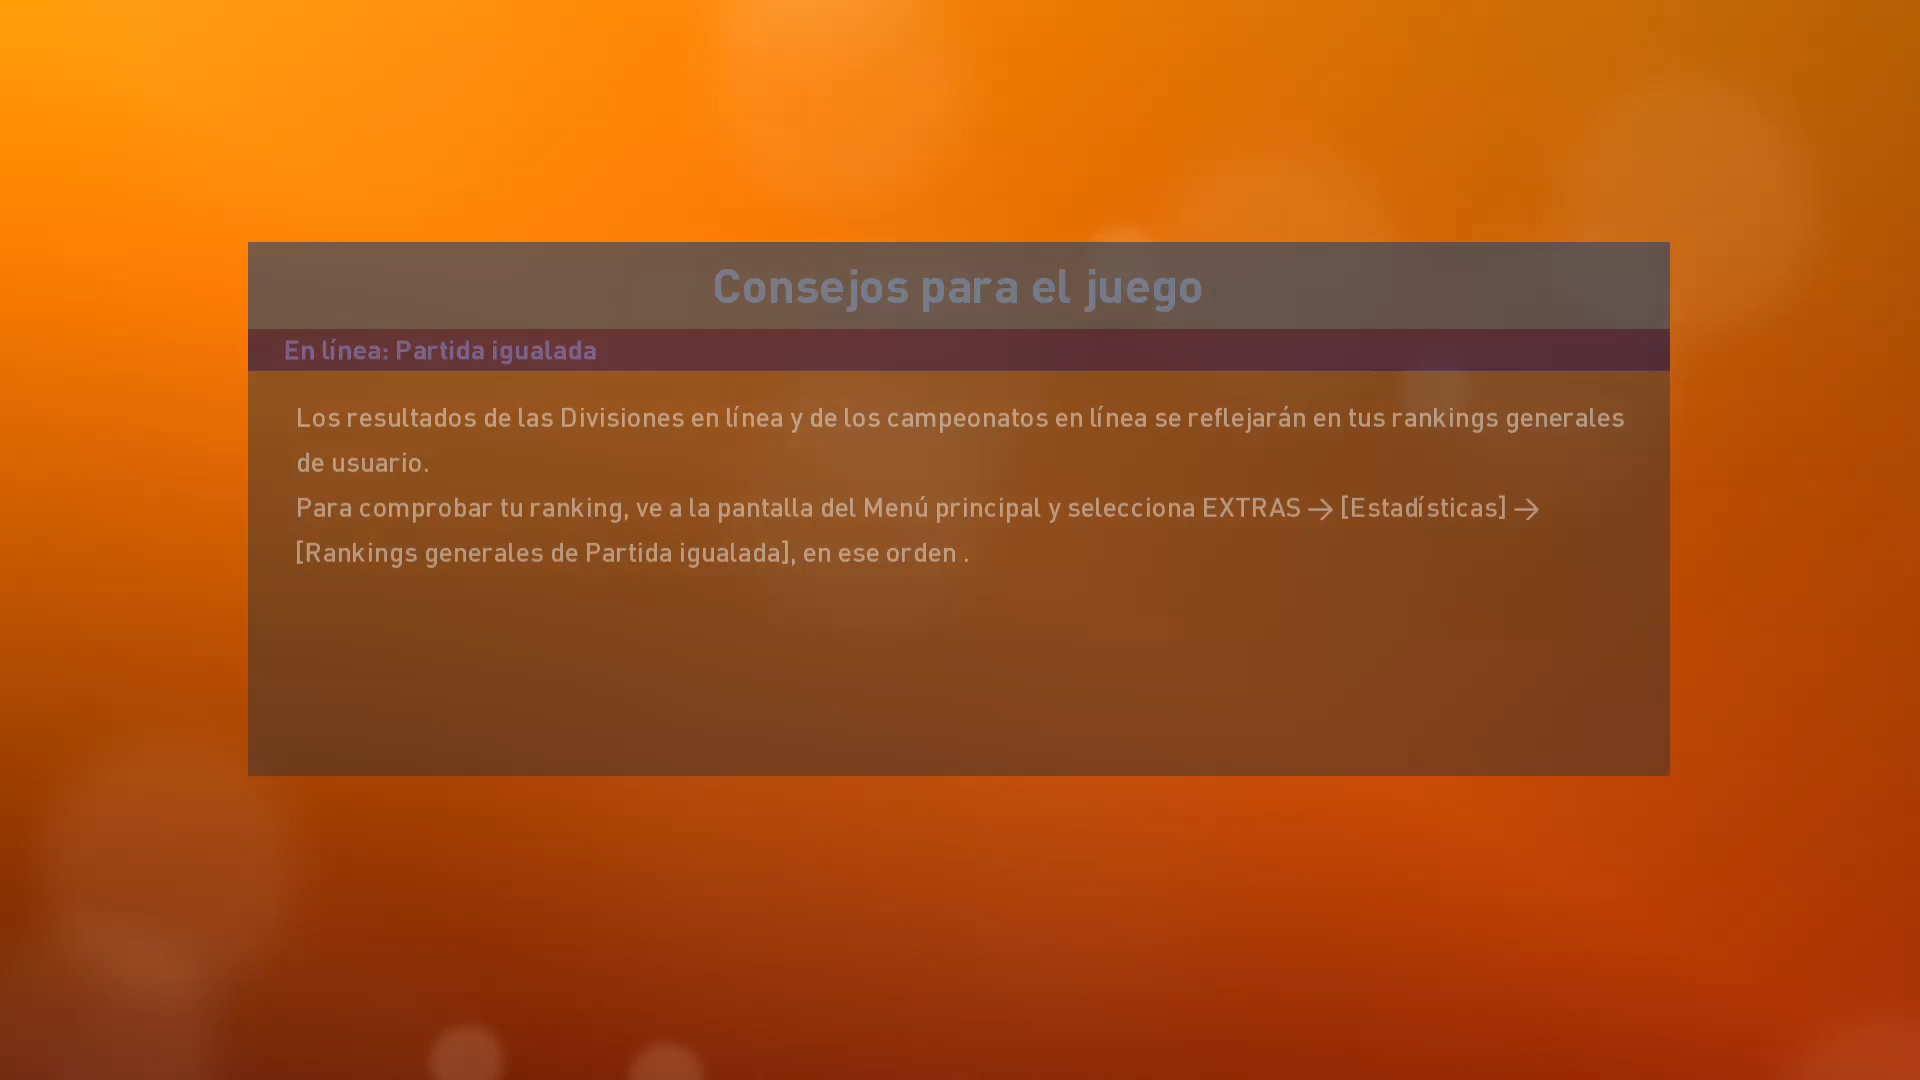 Consejos para el juego
En línea: Partida igualada
Los resultados de las Divisiones en línea y de los campeonatos en línea se reflejarán en tus rankings generales
de usuario.
Para comprobar tu ranking, ve a la pantalla del Menú principal y selecciona EXTRAS → [Estadísticas] →
[Rankings generales de Partida igualada], en ese orden .